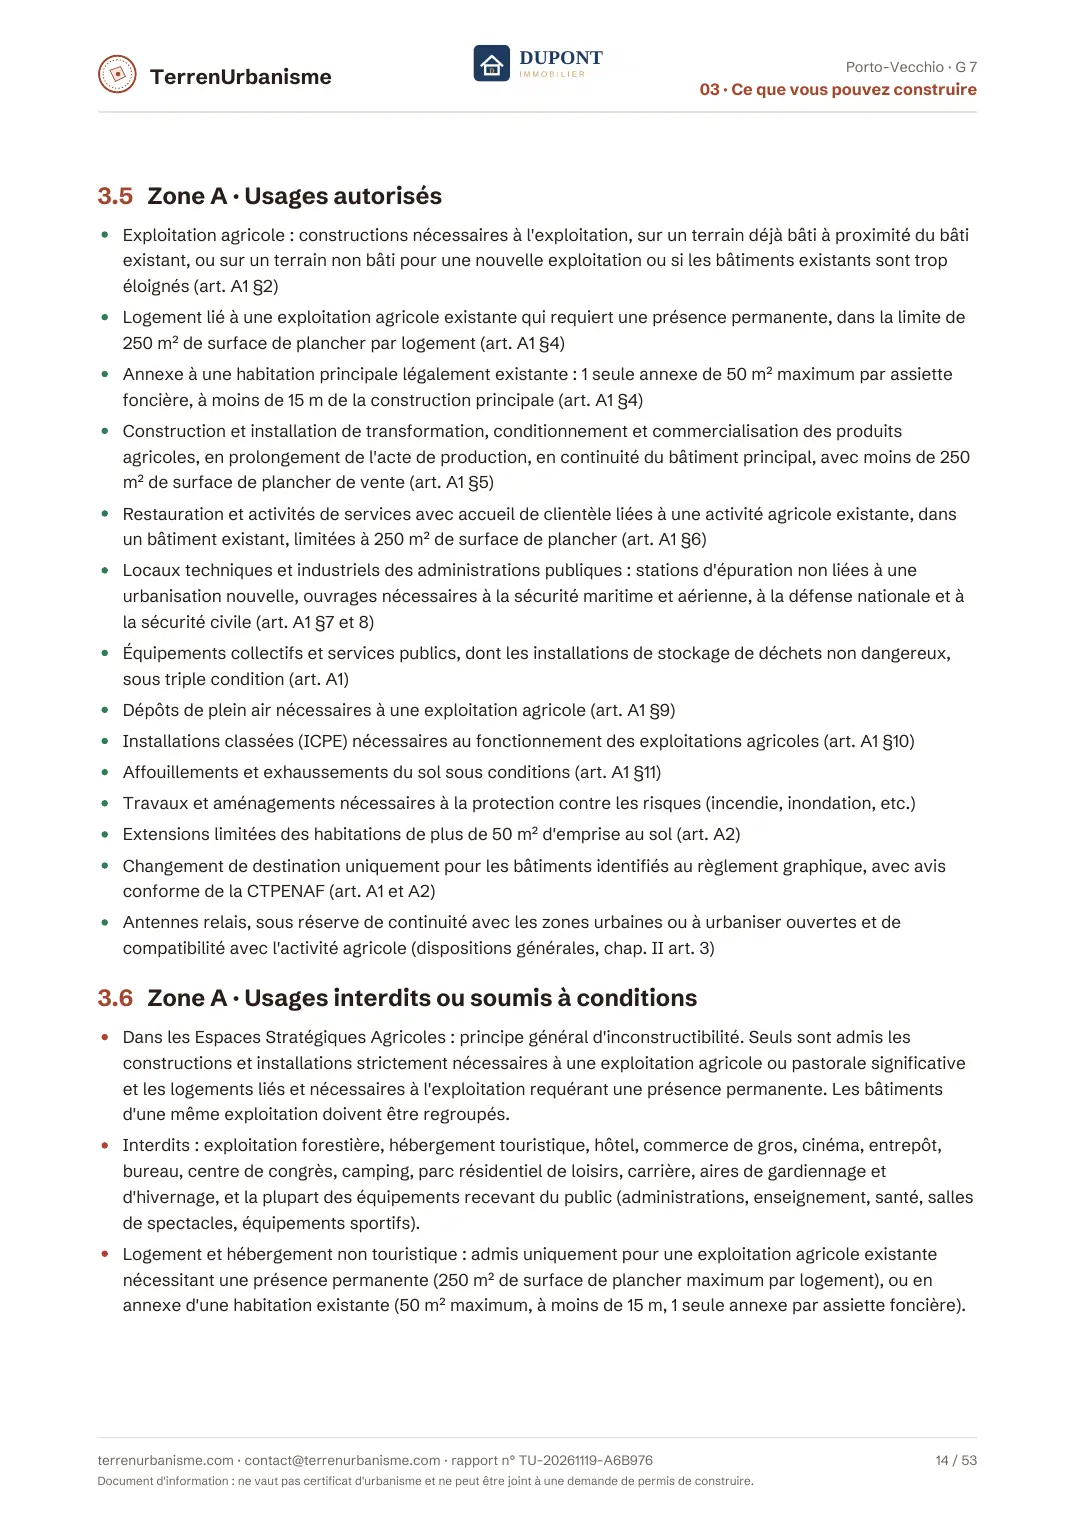 TerrenUrbanisme
DUPONT
IMMOBILIER
Porto-Vecchio · G 7
03 · Ce que vous pouvez construire
3.5 Zone A · Usages autorisés
• Exploitation agricole : constructions nécessaires à l'exploitation, sur un terrain déjà bâti à proximité du bâti
existant, ou sur un terrain non bâti pour une nouvelle exploitation ou si les bâtiments existants sont trop
éloignés (art. A1 §2)
• Logement lié à une exploitation agricole existante qui requiert une présence permanente, dans la limite de
250 m² de surface de plancher par logement (art. A1 §4)
• Annexe à une habitation principale légalement existante : 1 seule annexe de 50 m² maximum par assiette
foncière, à moins de 15 m de la construction principale (art. A1 §4)
• Construction et installation de transformation, conditionnement et commercialisation des produits
agricoles, en prolongement de l'acte de production, en continuité du bâtiment principal, avec moins de 250
m² de surface de plancher de vente (art. A1 §5)
• Restauration et activités de services avec accueil de clientèle liées à une activité agricole existante, dans
un bâtiment existant, limitées à 250 m² de surface de plancher (art. A1 §6)
• Locaux techniques et industriels des administrations publiques : stations d'épuration non liées à une
urbanisation nouvelle, ouvrages nécessaires à la sécurité maritime et aérienne, à la défense nationale et à
la sécurité civile (art. A1 §7 et 8)
• Équipements collectifs et services publics, dont les installations de stockage de déchets non dangereux,
sous triple condition (art. A1)
• Dépôts de plein air nécessaires à une exploitation agricole (art. A1 §9)
• Installations classées (ICPE) nécessaires au fonctionnement des exploitations agricoles (art. A1 §10)
• Affouillements et exhaussements du sol sous conditions (art. A1 §11)
• Travaux et aménagements nécessaires à la protection contre les risques (incendie, inondation, etc.)
• Extensions limitées des habitations de plus de 50 m² d'emprise au sol (art. A2)
• Changement de destination uniquement pour les bâtiments identifiés au règlement graphique, avec avis
conforme de la CTPENAF (art. A1 et A2)
• Antennes relais, sous réserve de continuité avec les zones urbaines ou à urbaniser ouvertes et de
compatibilité avec l'activité agricole (dispositions générales, chap. II art. 3)
3.6 Zone A · Usages interdits ou soumis à conditions
• Dans les Espaces Stratégiques Agricoles : principe général d'inconstructibilité. Seuls sont admis les
constructions et installations strictement nécessaires à une exploitation agricole ou pastorale significative
et les logements liés et nécessaires à l'exploitation requérant une présence permanente. Les bâtiments
d'une même exploitation doivent être regroupés.
• Interdits : exploitation forestière, hébergement touristique, hôtel, commerce de gros, cinéma, entrepôt,
bureau, centre de congrès, camping, parc résidentiel de loisirs, carrière, aires de gardiennage et
d'hivernage, et la plupart des équipements recevant du public (administrations, enseignement, santé, salles
de spectacles, équipements sportifs).
• Logement et hébergement non touristique : admis uniquement pour une exploitation agricole existante
nécessitant une présence permanente (250 m² de surface de plancher maximum par logement), ou en
annexe d'une habitation existante (50 m² maximum, à moins de 15 m, 1 seule annexe par assiette foncière).
terrenurbanisme.com · contact@terrenurbanisme.com · rapport n° TU-20261119-A6B976
14 / 53
Document d'information : ne vaut pas certificat d'urbanisme et ne peut être joint à une demande de permis de construire.